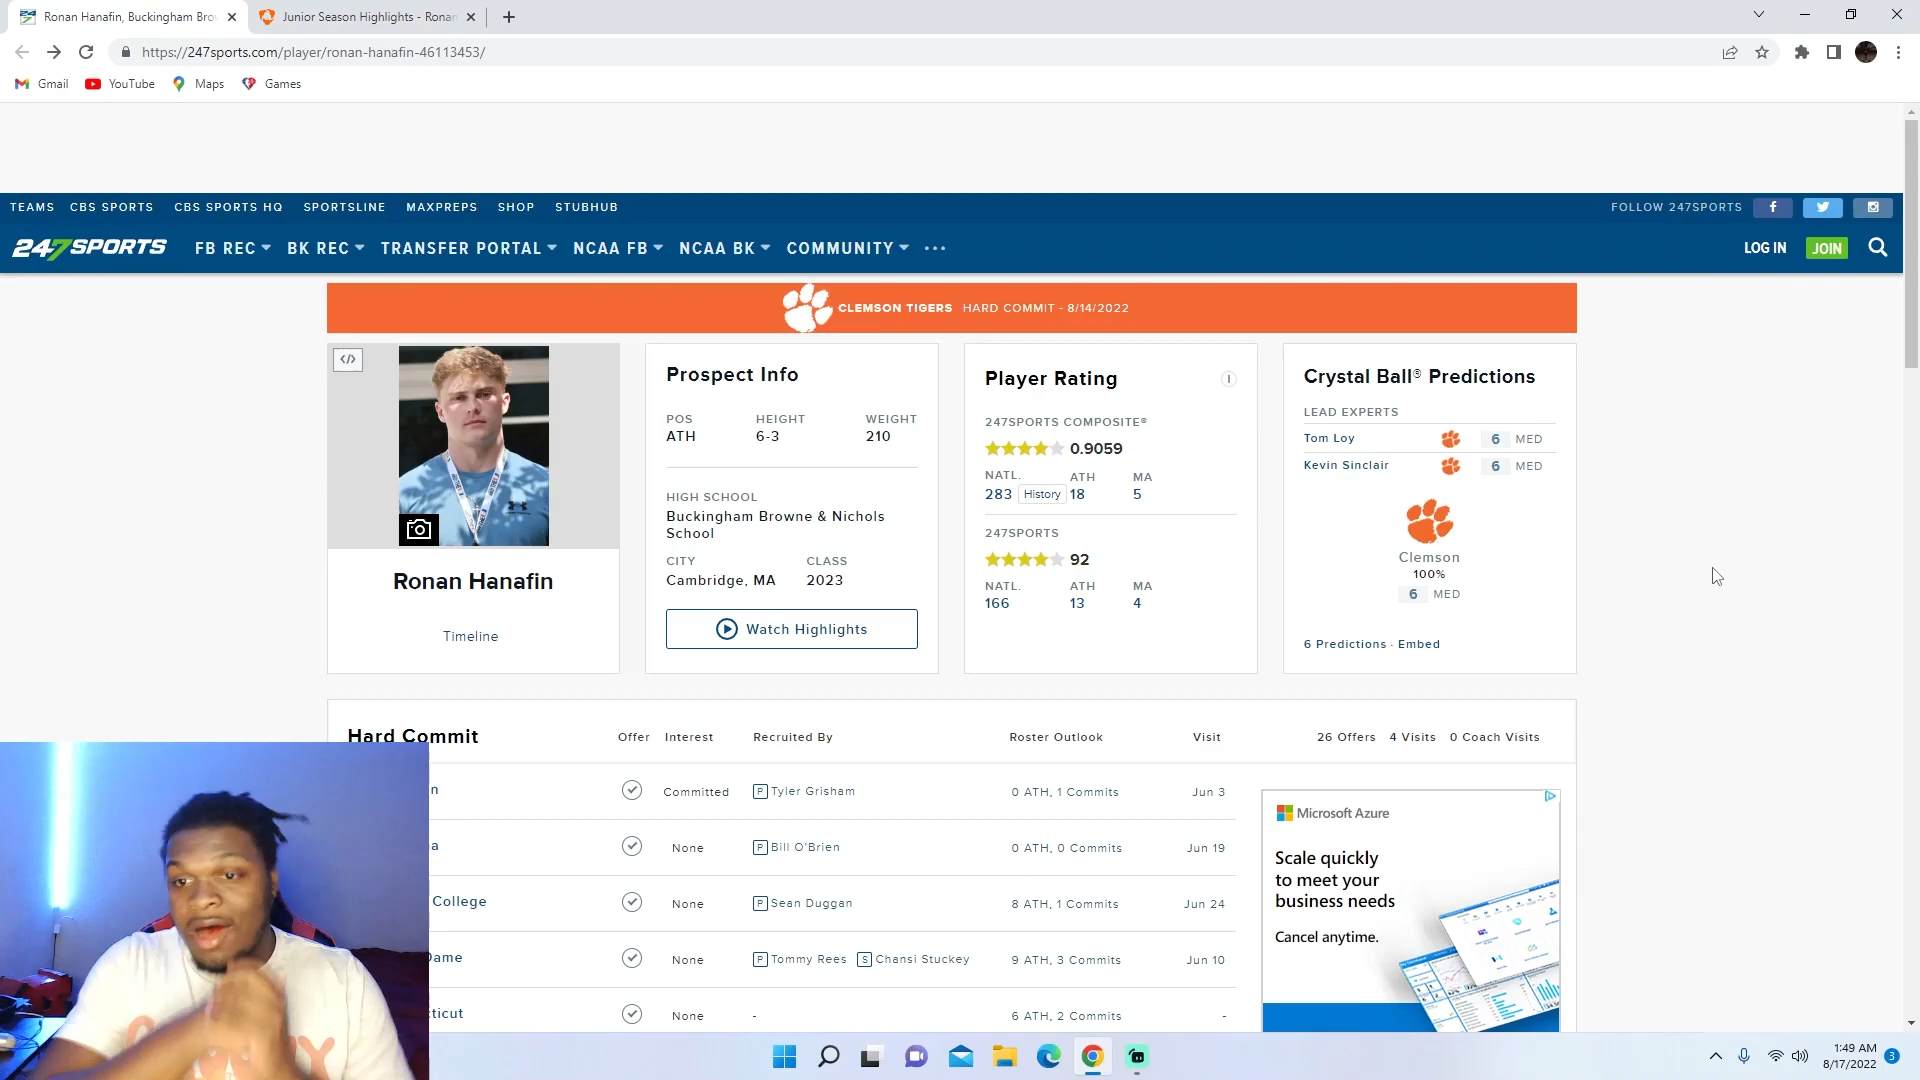 Ronan Hanafin, Buckingham Bro
Junior Season Highlights - Ronan
https://247sports.com/player/ronan-hanafin-46113453/
Gmail YouTube Maps Games
TEAMS CBS SPORTS CBS SPORTS HQ SPORTSLINE MAXPREPS SHOP STUBHUB FOLLOW 247SPORTS
247SPORTS FB REC BK REC TRANSFER PORTAL NCAA FB NCAA BK COMMUNITY LOG IN JOIN
CLEMSON TIGERS HARD COMMIT - 8/14/2022
Ronan Hanafin
Timeline
Prospect Info
POS HEIGHT WEIGHT
ATH 6-3 210
HIGH SCHOOL
Buckingham Browne & Nichols
School
CITY CLASS
Cambridge, MA 2023
Watch Highlights
Player Rating
247SPORTS COMPOSITE®
0.9059
NATL. ATH MA
283 History 18 5
247SPORTS
92
NATL. ATH MA
166 13 4
Crystal Ball® Predictions
LEAD EXPERTS
Tom Loy 6 MED
Kevin Sinclair 6 MED
Clemson
100%
6 MED
6 Predictions · Embed
Hard Commit Offer Interest Recruited By Roster Outlook Visit 26 Offers 4 Visits 0 Coach Visits
n Committed P Tyler Grisham 0 ATH, 1 Commits Jun 3
a None P Bill O'Brien 0 ATH, 0 Commits Jun 19
College None P Sean Duggan 8 ATH, 1 Commits Jun 24
Dame None P Tommy Rees S Chansi Stuckey 9 ATH, 3 Commits Jun 10
ticut None - 6 ATH, 2 Commits -
Microsoft Azure
Scale quickly
to meet your
business needs
Cancel anytime.
1:49 AM
8/17/2022
3